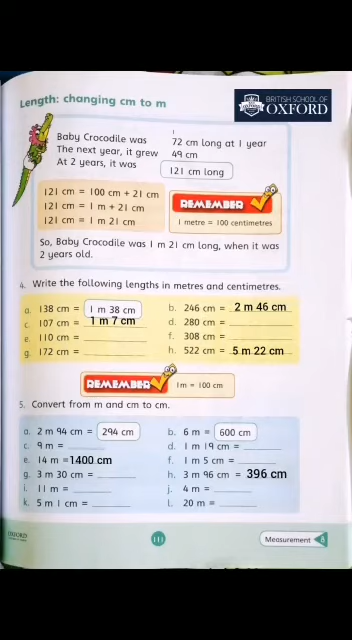 Length: changing cm to m
BRITISH SCHOOL OF
OXFORD
Baby Crocodile was 72 cm long at 1 year
The next year, it grew 49 cm
At 2 years, it was 121 cm long
121 cm = 100 cm + 21 cm
121 cm = 1 m + 21 cm
121 cm = 1 m 21 cm
REMEMBER
1 metre = 100 centimetres
So, Baby Crocodile was 1 m 21 cm long, when it was
2 years old.
4. Write the following lengths in metres and centimetres.
a. 138 cm = 1 m 38 cm b. 246 cm = 2 m 46 cm
c. 107 cm = 1 m 7 cm d. 280 cm =
e. 110 cm = f. 308 cm =
g. 172 cm = h. 522 cm = 5 m 22 cm
REMEMBER 1m = 100 cm
5. Convert from m and cm to cm.
a. 2 m 94 cm = 294 cm b. 6 m = 600 cm
c. 9 m = d. 1 m 19 cm =
e. 14 m = 1400 cm f. 1 m 5 cm =
g. 3 m 30 cm = h. 3 m 96 cm = 396 cm
i. 11 m = j. 4 m =
k. 5 m 1 cm = l. 20 m =
OXFORD
111
Measurement